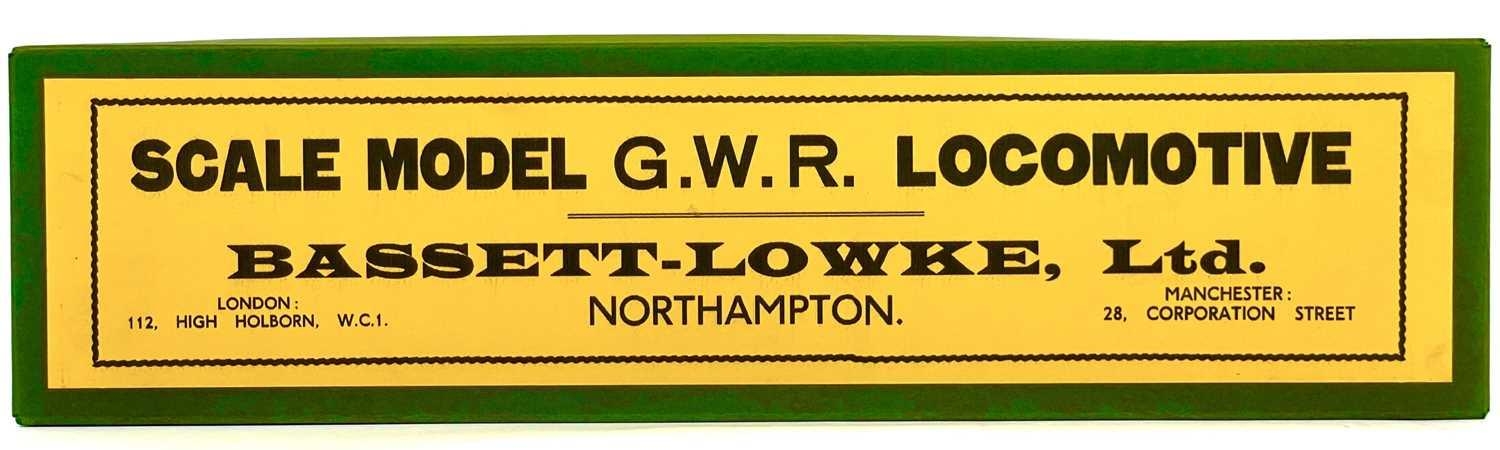 SCALE MODEL G.W.R. LOCOMOTIVE
BASSETT-LOWKE, Ltd.
LONDON:
112, HIGH HOLBORN, W.C.1.
NORTHAMPTON.
MANCHESTER:
28, CORPORATION STREET